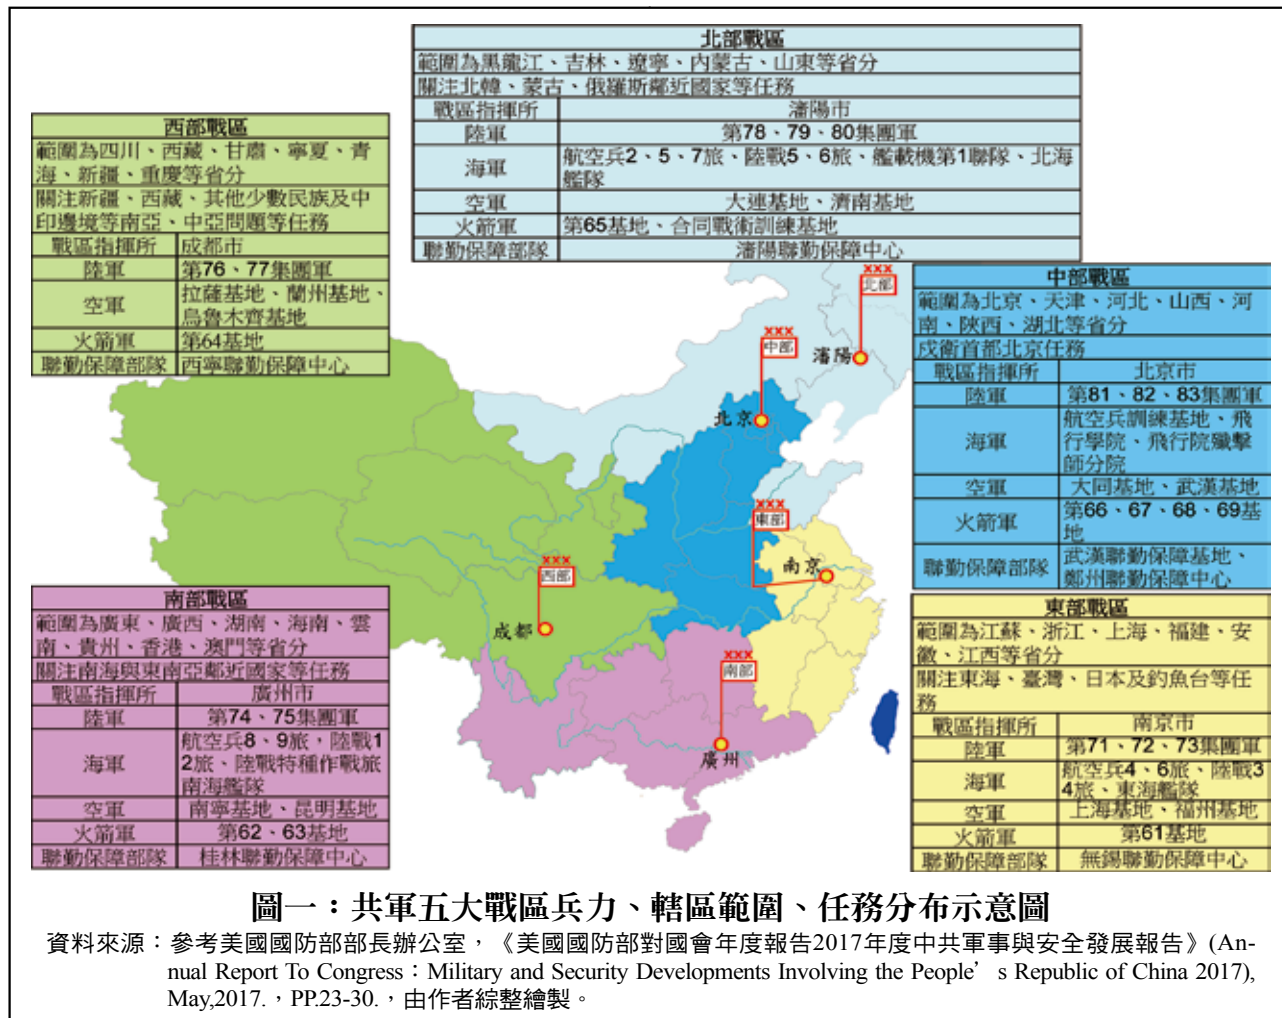 北部戰區
範圍為黑龍江、吉林、遼寧、內蒙古、山東等省分
關注北韓、蒙古、俄羅斯鄰近國家等任務
戰區指揮所 瀋陽市
陸軍 第78、79、80集團軍
海軍 航空兵2、5、7旅、陸戰5、6旅、艦載機第1聯隊、北海
艦隊
空軍 大連基地、濟南基地
火箭軍 第65基地、合同戰術訓練基地
聯勤保障部隊 瀋陽聯勤保障中心
西部戰區
範圍為四川、西藏、甘肅、寧夏、青
海、新疆、重慶等省分
關注新疆、西藏、其他少數民族及中
印邊境等南亞、中亞問題等任務
戰區指揮所 成都市
陸軍 第76、77集團軍
空軍 拉薩基地、蘭州基地、
烏魯木齊基地
火箭軍 第64基地
聯勤保障部隊 西寧聯勤保障中心
中部戰區
範圍為北京、天津、河北、山西、河
南、陝西、湖北等省分
戍衛首都北京任務
戰區指揮所 北京市
陸軍 第81、82、83集團軍
海軍 航空兵訓練基地、飛
行學院、飛行院殲擊
師分院
空軍 大同基地、武漢基地
火箭軍 第66、67、68、69基
地
聯勤保障部隊 武漢聯勤保障基地、
鄭州聯勤保障中心
xxx
北部
瀋陽
xxx
中部
北京
xxx
東部
南京
xxx
西部
成都
xxx
南部
廣州
南部戰區
範圍為廣東、廣西、湖南、海南、雲
南、貴州、香港、澳門等省分
關注南海與東南亞鄰近國家等任務
戰區指揮所 廣州市
陸軍 第74、75集團軍
海軍 航空兵8、9旅，陸戰1
2旅、陸戰特種作戰旅
南海艦隊
空軍 南寧基地、昆明基地
火箭軍 第62、63基地
聯勤保障部隊 桂林聯勤保障中心
東部戰區
範圍為江蘇、浙江、上海、福建、安
徽、江西等省分
關注東海、臺灣、日本及釣魚台等任
務
戰區指揮所 南京市
陸軍 第71、72、73集團軍
海軍 航空兵4、6旅、陸戰3
4旅、東海艦隊
空軍 上海基地、福州基地
火箭軍 第61基地
聯勤保障部隊 無錫聯勤保障中心
圖一：共軍五大戰區兵力、轄區範圍、任務分布示意圖
資料來源：參考美國國防部部長辦公室，《美國國防部對國會年度報告2017年度中共軍事與安全發展報告》(An-
nual Report To Congress：Military and Security Developments Involving the People’s Republic of China 2017),
May,2017.，PP.23-30.，由作者綜整繪製。